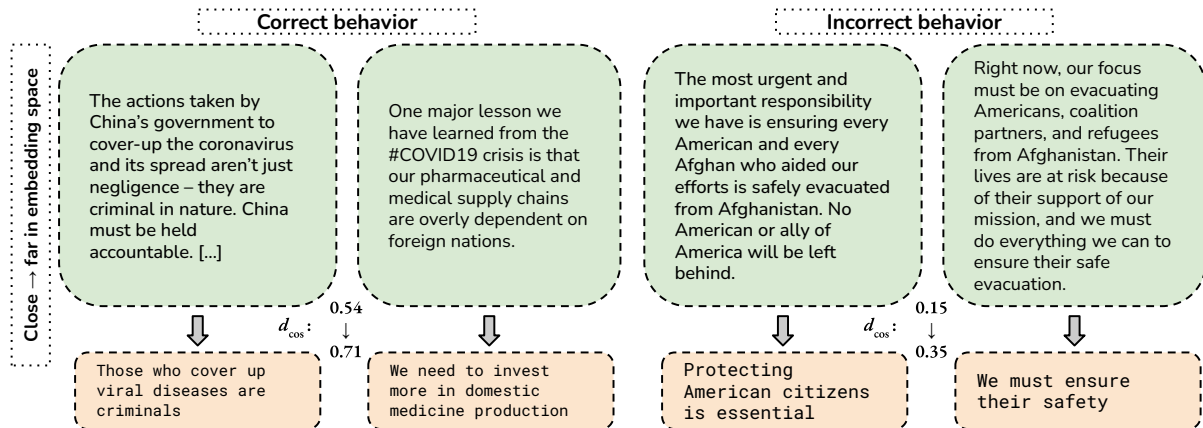 Correct behavior
Incorrect behavior
Close → far in embedding space
The actions taken by
China's government to
cover-up the coronavirus
and its spread aren't just
negligence – they are
criminal in nature. China
must be held
accountable. [...]
One major lesson we
have learned from the
#COVID19 crisis is that
our pharmaceutical and
medical supply chains
are overly dependent on
foreign nations.
The most urgent and
important responsibility
we have is ensuring every
American and every
Afghan who aided our
efforts is safely evacuated
from Afghanistan. No
American or ally of
America will be left
behind.
Right now, our focus
must be on evacuating
Americans, coalition
partners, and refugees
from Afghanistan. Their
lives are at risk because
of their support of our
mission, and we must
do everything we can to
ensure their safe
evacuation.
d_cos:
0.54
↓
0.71
d_cos:
0.15
↓
0.35
Those who cover up
viral diseases are
criminals
We need to invest
more in domestic
medicine production
Protecting
American citizens
is essential
We must ensure
their safety